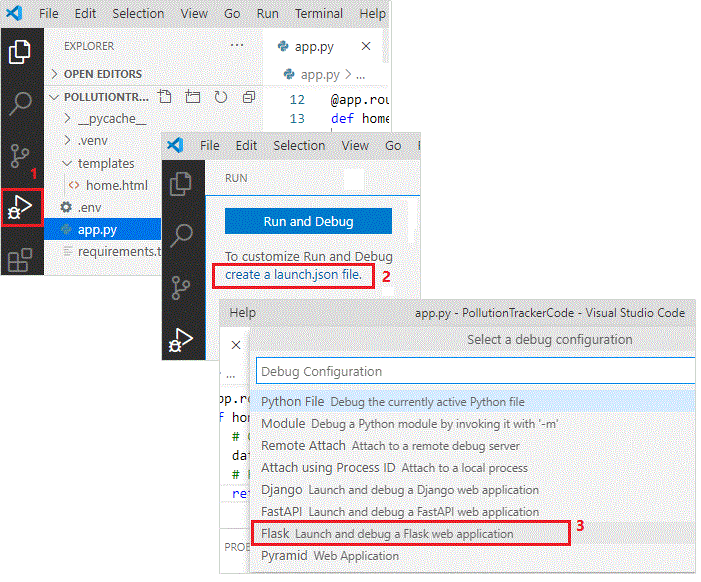 File Edit Selection View Go Run Terminal Help
EXPLORER ...
app.py
OPEN EDITORS
app.py > ...
POLLUTIONTR...
12 @app.rou
__pycache__
13 def home
.venv
templates
home.html
1
.env
app.py
requirements.t
File Edit Selection View Go
RUN
Run and Debug
To customize Run and Debug
create a launch.json file.
2
Help app.py - PollutionTrackerCode - Visual Studio Code
Select a debug configuration
Debug Configuration
...
Python File Debug the currently active Python file
pp.rou
Module Debug a Python module by invoking it with '-m'
f hom
Remote Attach Attach to a remote debug server
#
Attach using Process ID Attach to a local process
dat
Django Launch and debug a Django web application
#
FastAPI Launch and debug a FastAPI web application
ret
Flask Launch and debug a Flask web application
3
Pyramid Web Application
PROB